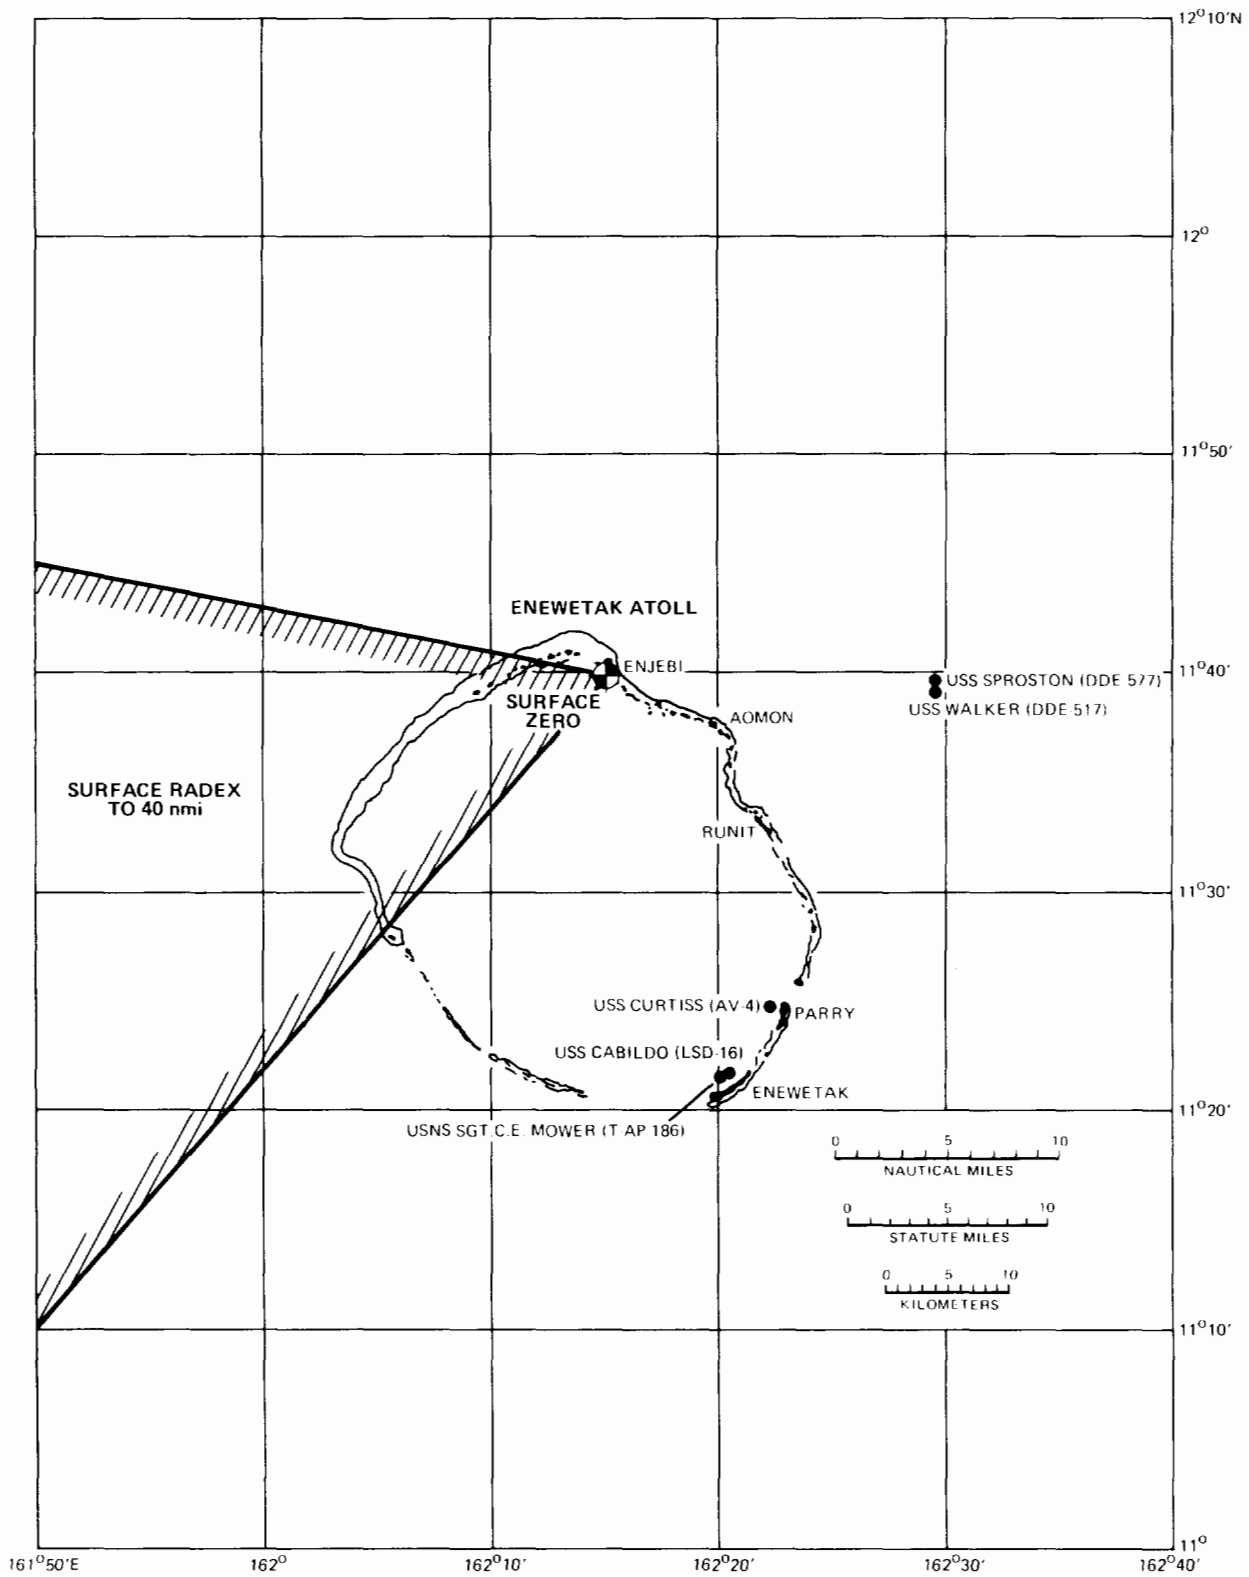 12°10'N
12°
11°50'
ENEWETAK ATOLL
ENJEBI
11°40'
USS SPROSTON (DDE 577)
SURFACE
ZERO
USS WALKER (DDE-517)
AOMON
SURFACE RADEX
TO 40 nmi
RUNIT
11°30'
USS CURTISS (AV-4)
PARRY
USS CABILDO (LSD-16)
ENEWETAK
11°20'
USNS SGT.C.E. MOWER (T-AP 186)
0 5 10
NAUTICAL MILES
0 5 10
STATUTE MILES
0 5 10
KILOMETERS
11°10'
11°
161°50'E 162° 162°10' 162°20' 162°30' 162°40'